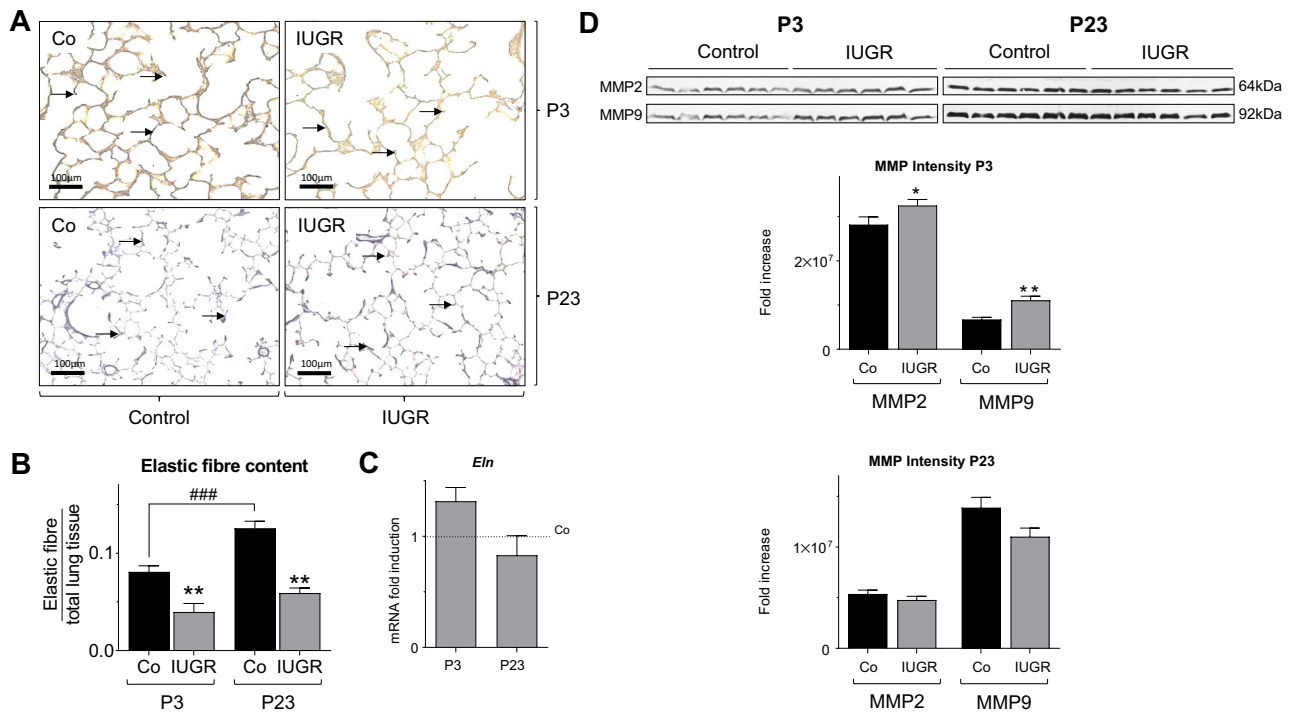 A
Co
IUGR
100µm
100µm
P3
Co
IUGR
100µm
100µm
P23
Control
IUGR
B
Elastic fibre content
###
Elastic fibre
total lung tissue
0.1
0.0
**
**
Co IUGR Co IUGR
P3 P23
C
Eln
mRNA fold induction
1
0
Co
P3 P23
D
P3 P23
Control IUGR Control IUGR
MMP2 64kDa
MMP9 92kDa
MMP Intensity P3
Fold increase
2×10⁷
0
*
**
Co IUGR Co IUGR
MMP2 MMP9
MMP Intensity P23
Fold increase
1×10⁷
0
Co IUGR Co IUGR
MMP2 MMP9